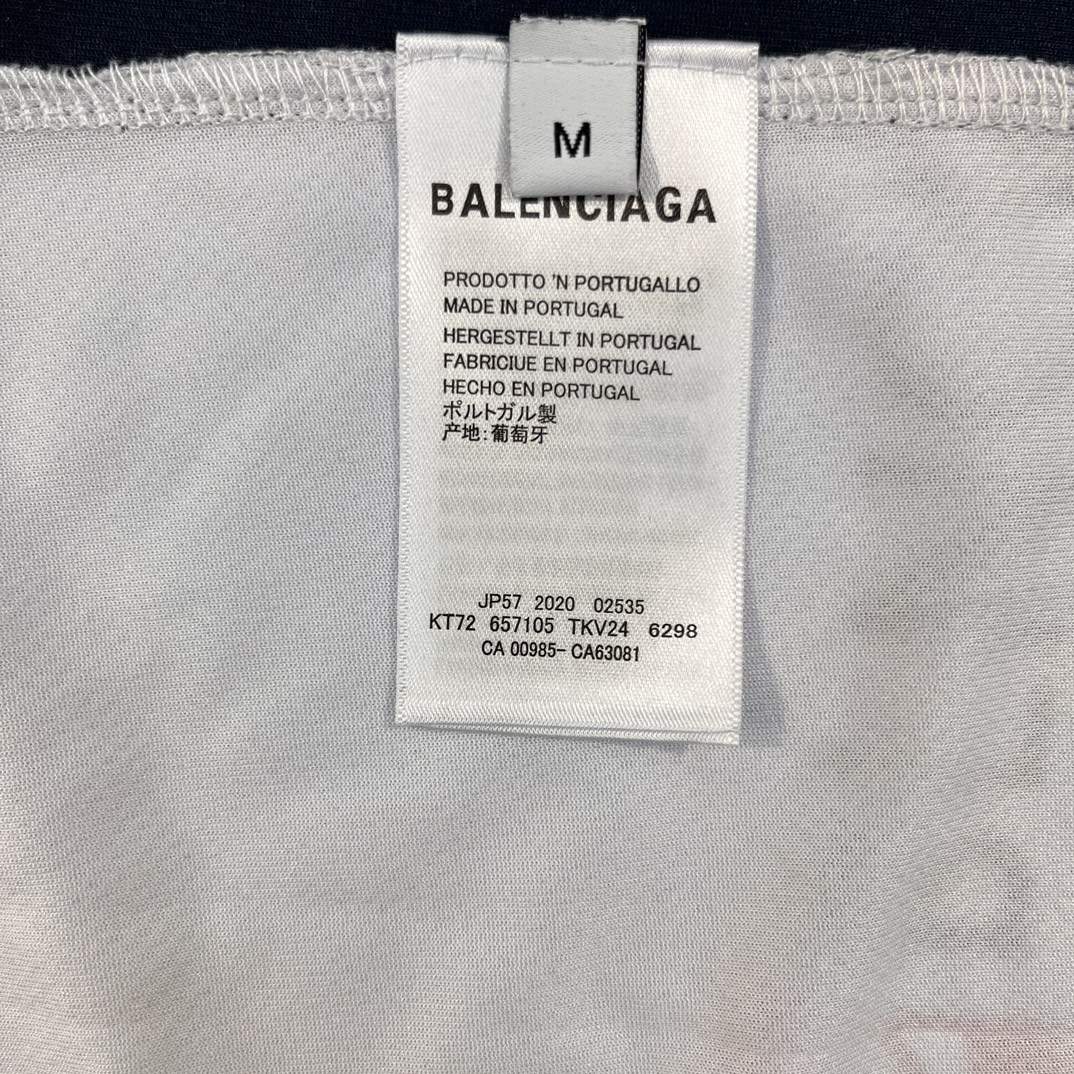 M
BALENCIAGA
PRODOTTO 'N PORTUGALLO
MADE IN PORTUGAL
HERGESTELLT IN PORTUGAL
FABRICIUE EN PORTUGAL
HECHO EN PORTUGAL
ポルトガル製
产地:葡萄牙
JP57 2020 02535
KT72 657105 TKV24 6298
CA 00985- CA63081